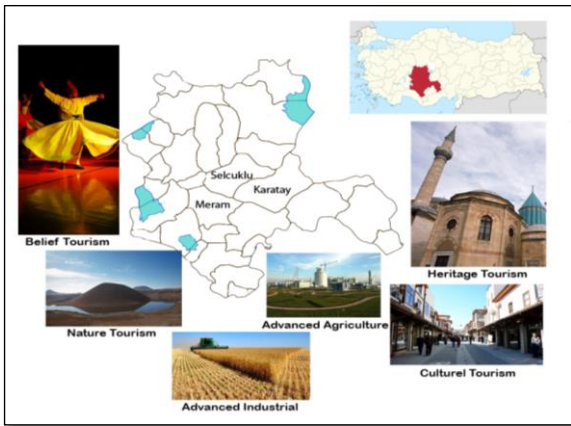 Selcuklu
Karatay
Meram
Belief Tourism
Heritage Tourism
Nature Tourism
Advanced Agriculture
Culturel Tourism
Advanced Industrial